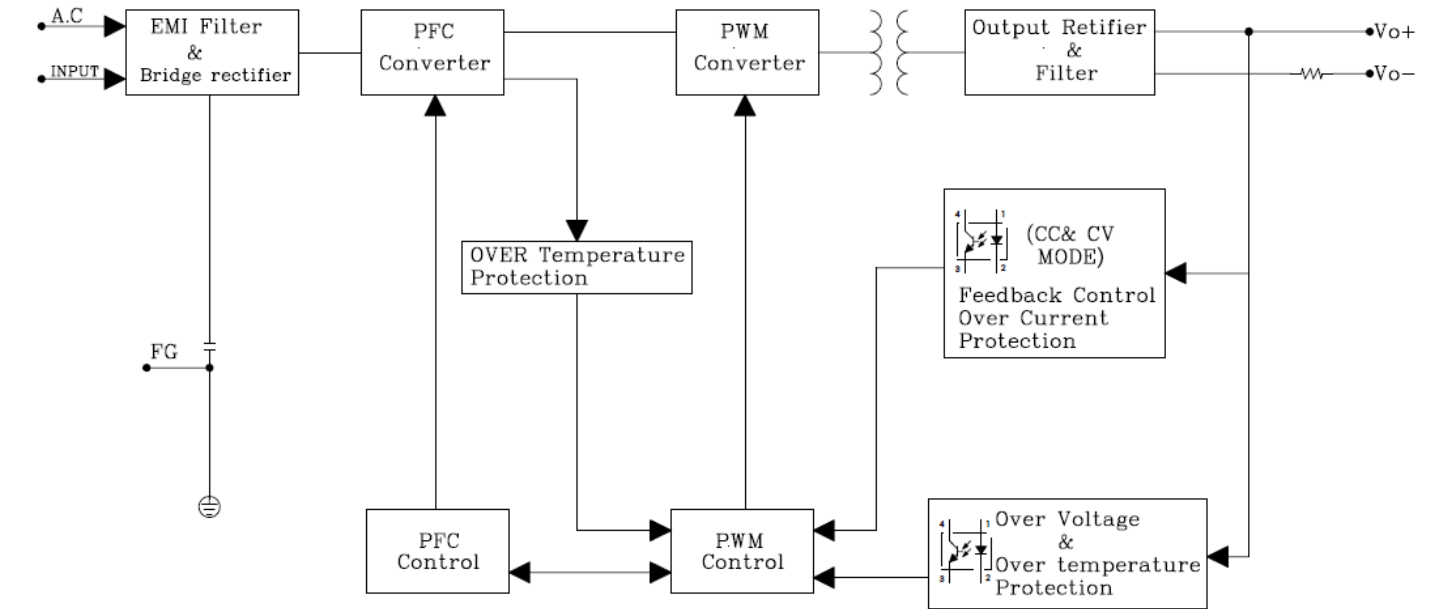 A.C
INPUT
EMI Filter
&
Bridge rectifier
PFC
Converter
PWM
Converter
Output Retifier
&
Filter
Vo+
Vo-
OVER Temperature
Protection
4 1
3 2
(CC& CV
MODE)
Feedback Control
Over Current
Protection
FG
PFC
Control
PWM
Control
4 1
3 2
Over Voltage
&
Over temperature
Protection